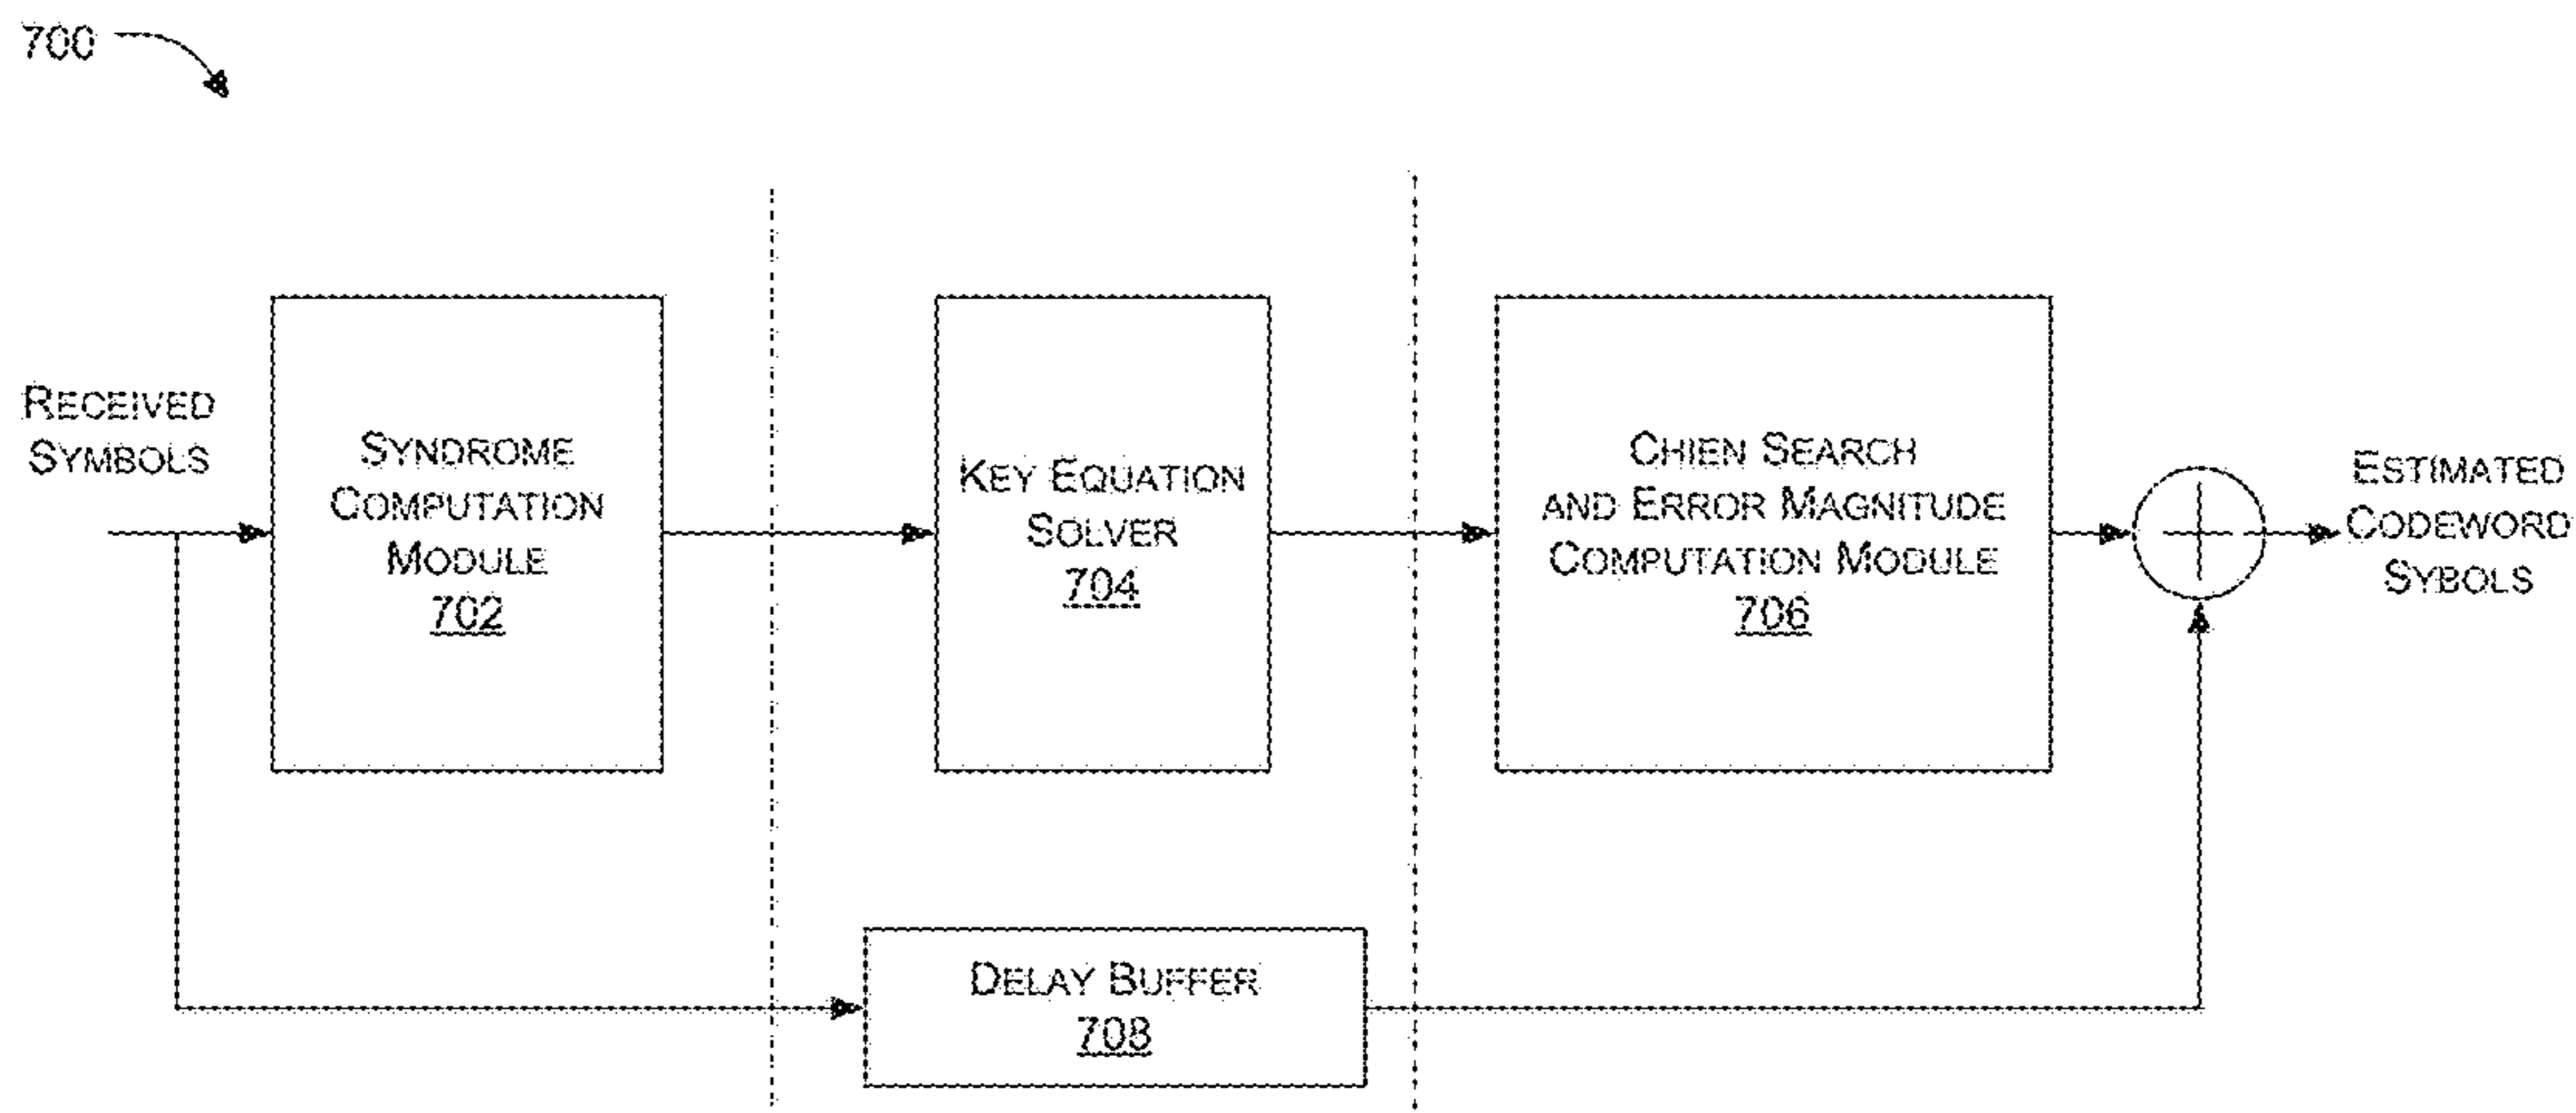 700
RECEIVED
SYMBOLS
SYNDROME
COMPUTATION
MODULE
702
KEY EQUATION
SOLVER
704
CHIEN SEARCH
AND ERROR MAGNITUDE
COMPUTATION MODULE
706
ESTIMATED
CODEWORD
SYBOLS
DELAY BUFFER
708